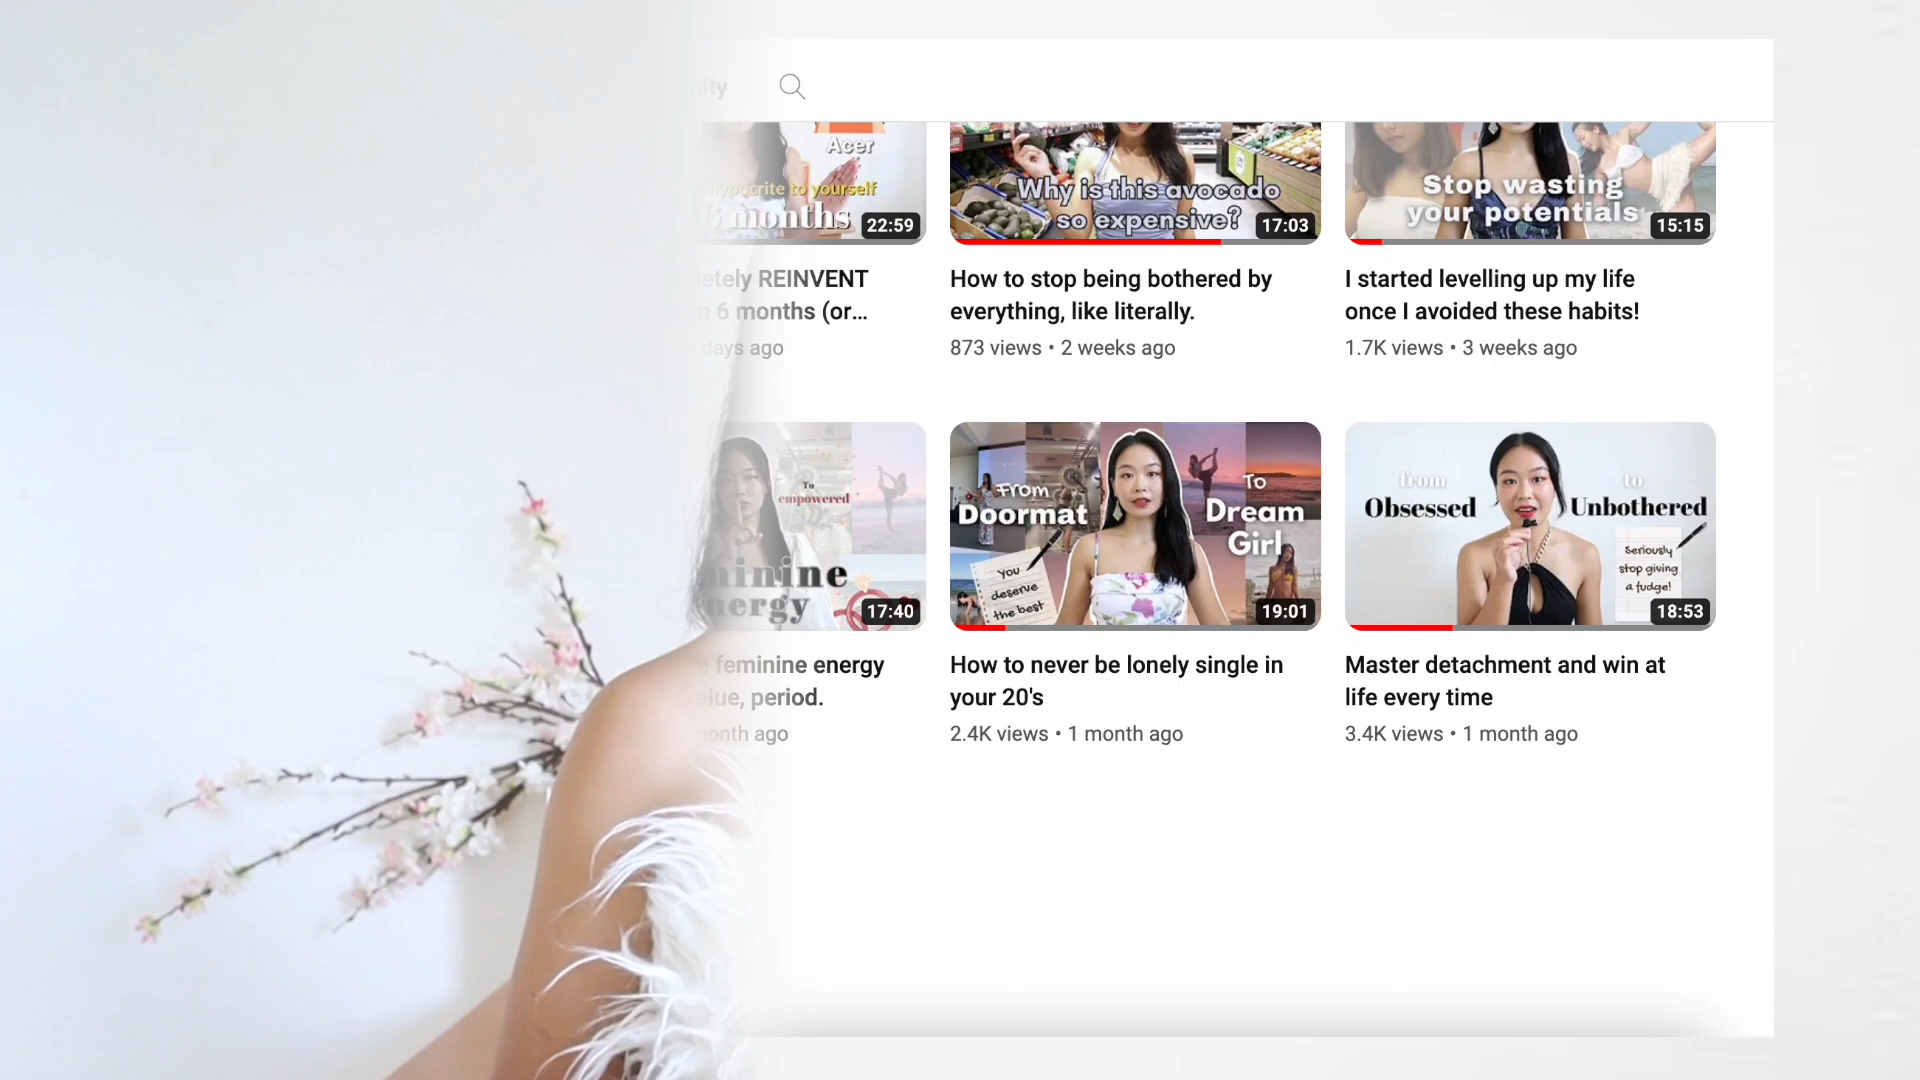 Acer
hypocrite to yourself
6 months
22:59
Why is this avocado
so expensive?
17:03
Stop wasting
your potentials
15:15
REINVENT
6 months (or...
days ago
How to stop being bothered by
everything, like literally.
873 views • 2 weeks ago
I started levelling up my life
once I avoided these habits!
1.7K views • 3 weeks ago
To
empowered
17:40
From
Doormat
To
Dream
Girl
You
deserve
the best
19:01
from
Obsessed
to
Unbothered
Seriously
stop giving
a fudge!
18:53
feminine energy
period.
ago
How to never be lonely single in
your 20's
2.4K views • 1 month ago
Master detachment and win at
life every time
3.4K views • 1 month ago